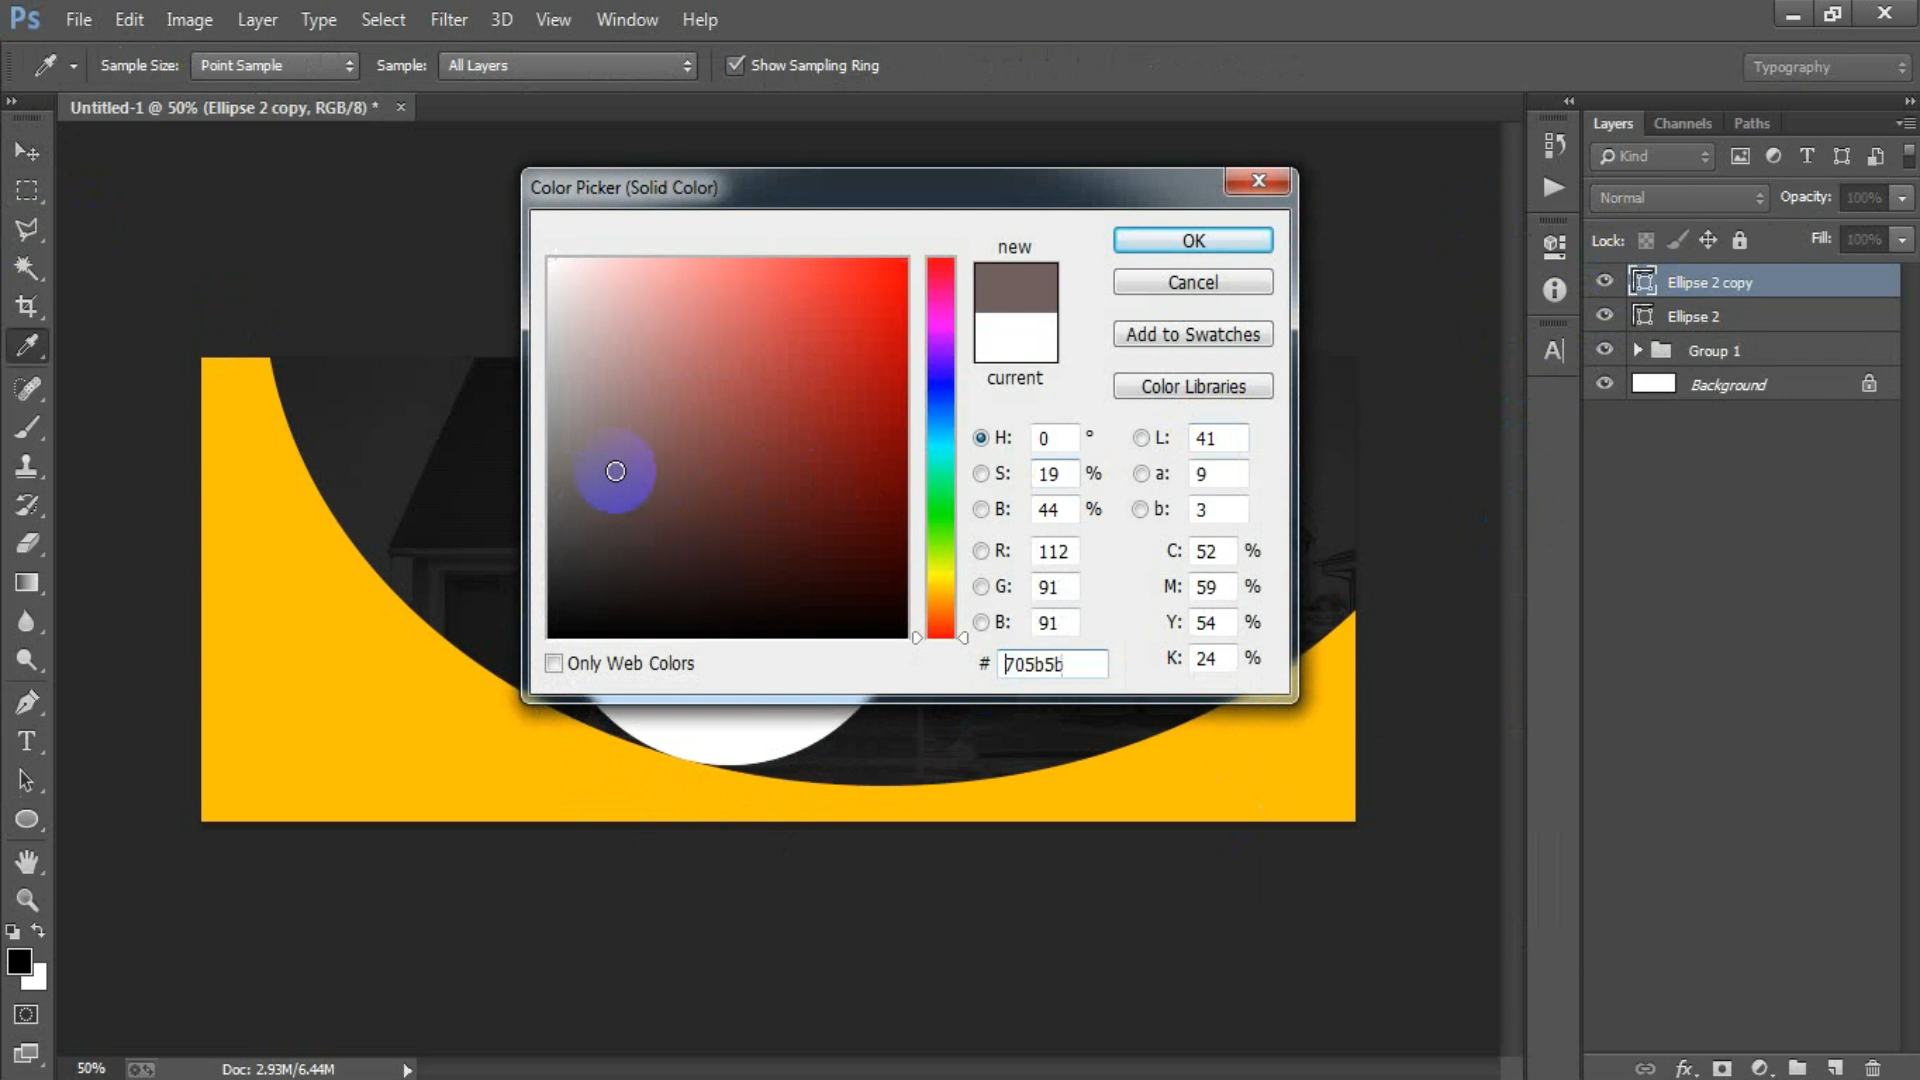 Ps File Edit Image Layer Type Select Filter 3D View Window Help
Sample Size: Point Sample Sample: All Layers Show Sampling Ring Typography
Untitled-1 @ 50% (Ellipse 2 copy, RGB/8) * ×
Layers Channels Paths
Kind
Normal Opacity: 100%
Lock: Fill: 100%
Ellipse 2 copy
Ellipse 2
Group 1
Background
Color Picker (Solid Color)
new
current
OK
Cancel
Add to Swatches
Color Libraries
H: 0 ° L: 41
S: 19 % a: 9
B: 44 % b: 3
R: 112 C: 52 %
G: 91 M: 59 %
B: 91 Y: 54 %
# 705b5b K: 24 %
Only Web Colors
50% Doc: 2.93M/6.44M